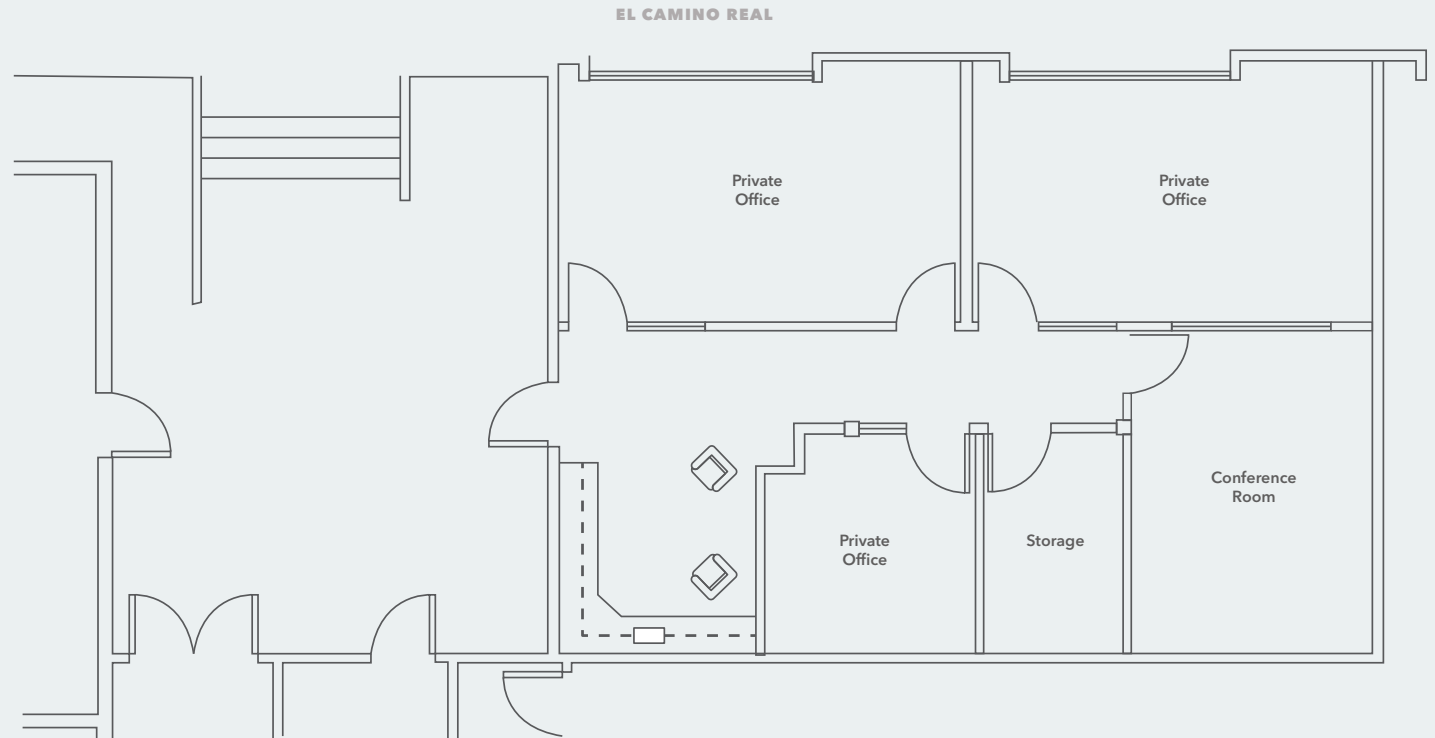 EL CAMINO REAL
Private
Office
Private
Office
Conference
Room
Private
Office
Storage